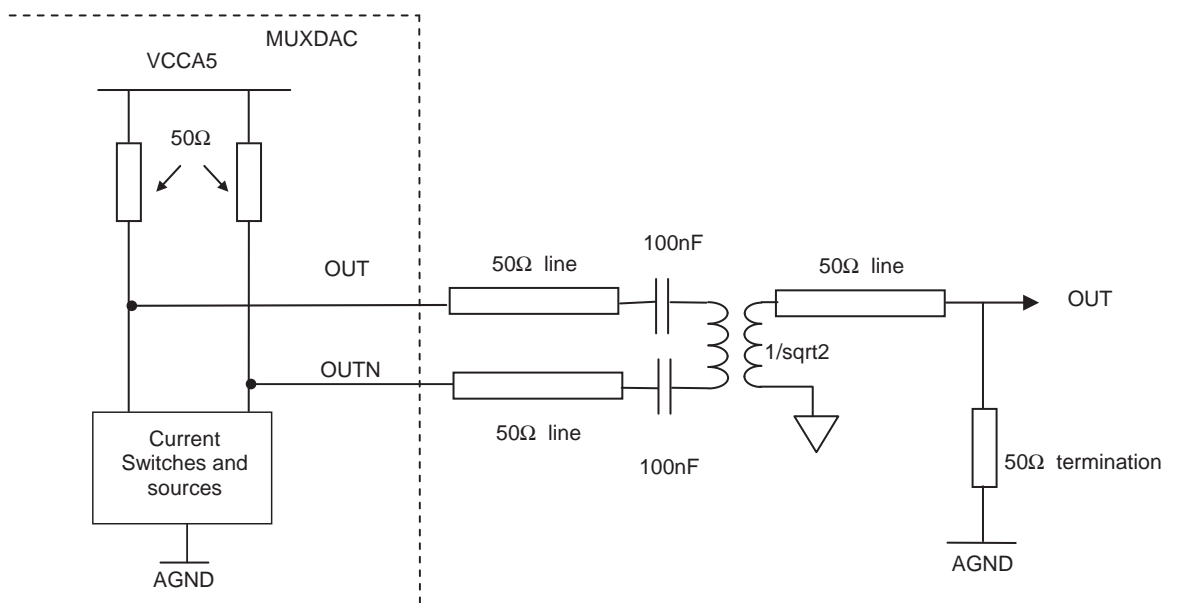 MUXDAC
VCCA5
50Ω
100nF
OUT
50Ω line
50Ω line
OUT
1/sqrt2
OUTN
50Ω line
100nF
Current
Switches and
sources
50Ω termination
AGND
AGND